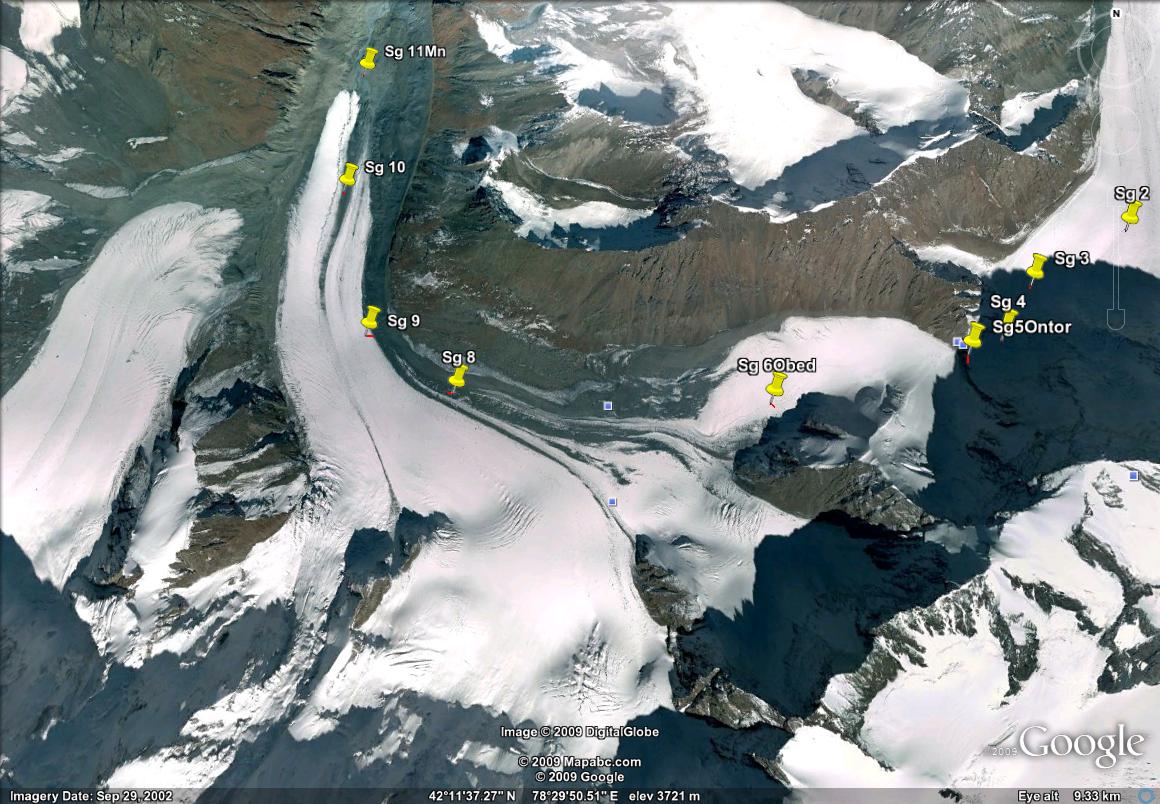 N
Sg 11Mn
Sg 10
Sg 2
Sg 3
Sg 4
Sg5Ontor
Sg 9
Sg 8
Sg 6Obed
Image © 2009 DigitalGlobe
© 2009 Mapabc.com
© 2009 Google
©2009 Google
Imagery Date: Sep 29, 2002 42°11'37.27" N 78°29'50.51" E elev 3721 m Eye alt 9.33 km